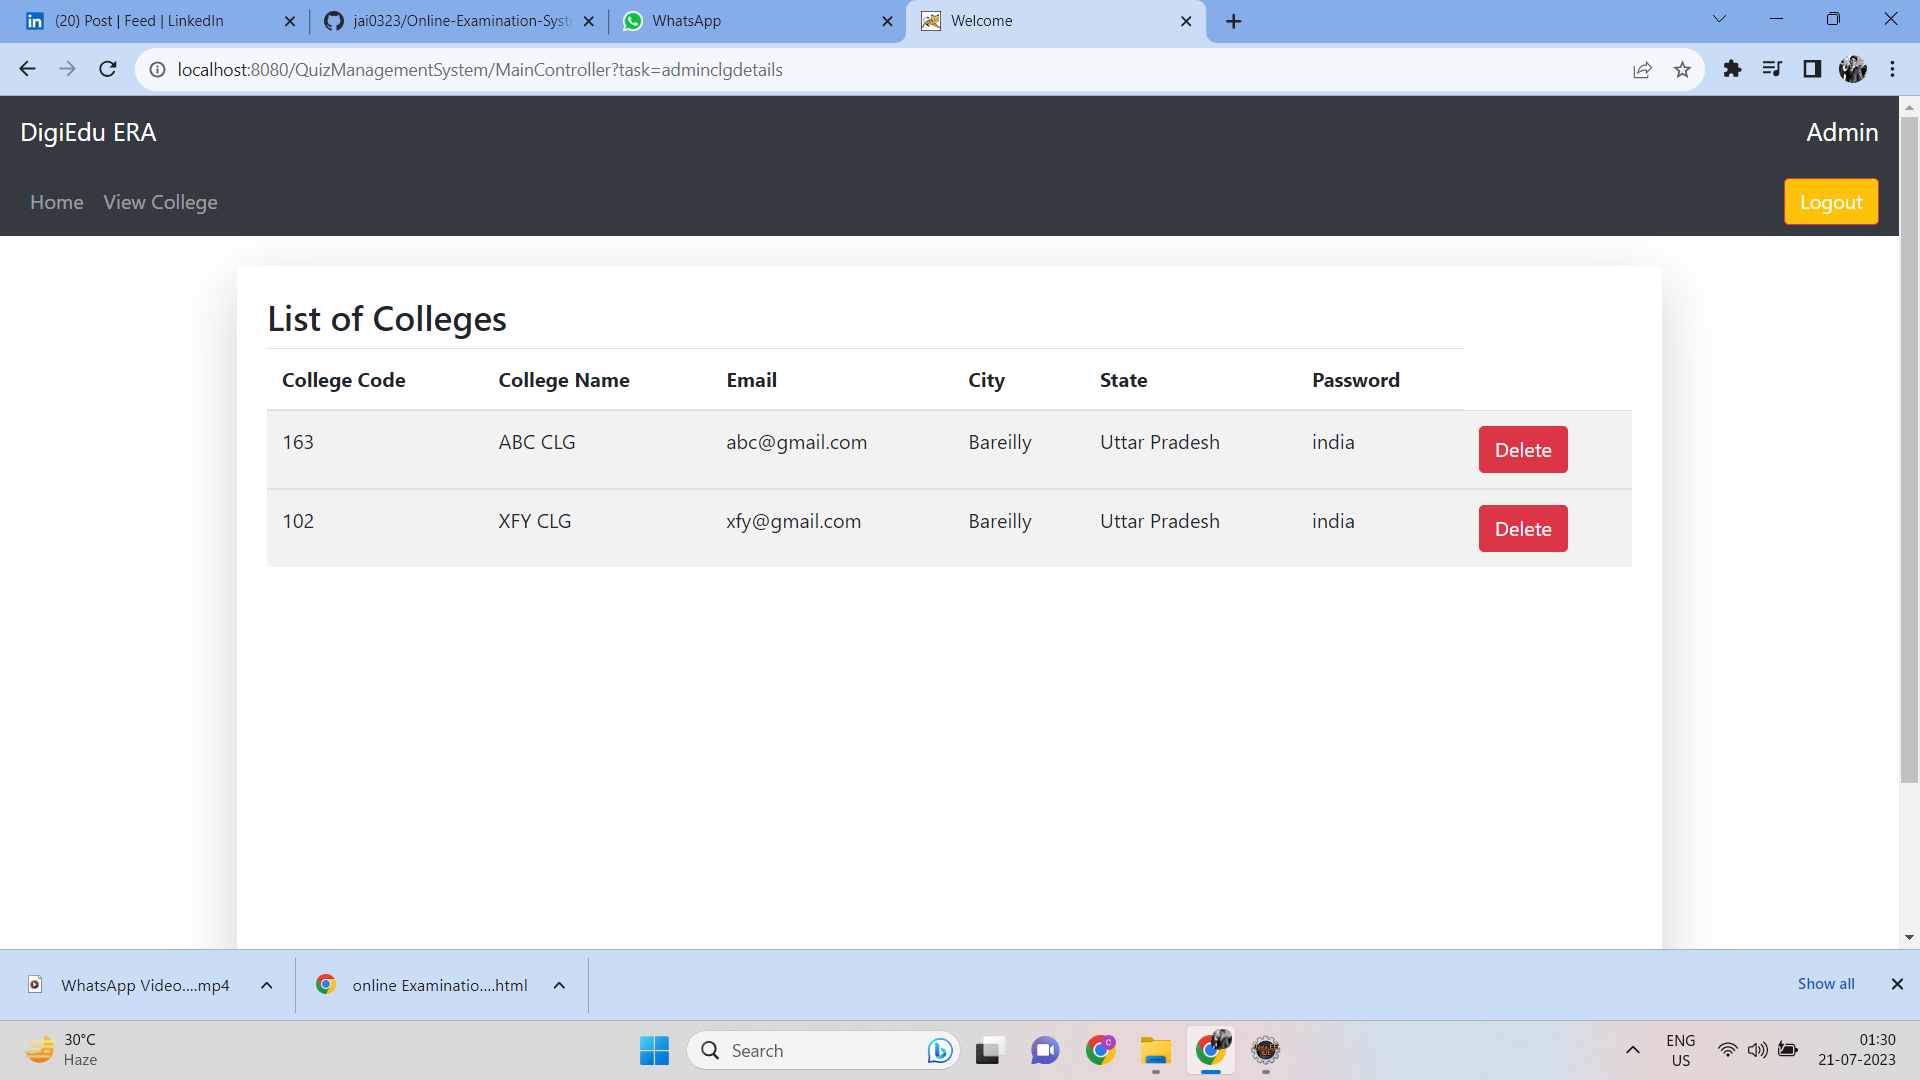 (20) Post | Feed | LinkedIn
jai0323/Online-Examination-Syst
WhatsApp
Welcome
localhost:8080/QuizManagementSystem/MainController?task=adminclgdetails
DigiEdu ERA
Admin
Home
View College
Logout
List of Colleges
College Code College Name Email City State Password
163 ABC CLG abc@gmail.com Bareilly Uttar Pradesh india Delete
102 XFY CLG xfy@gmail.com Bareilly Uttar Pradesh india Delete
WhatsApp Video....mp4
online Examinatio....html
Show all
30°C
Haze
Search
ENG
US
01:30
21-07-2023